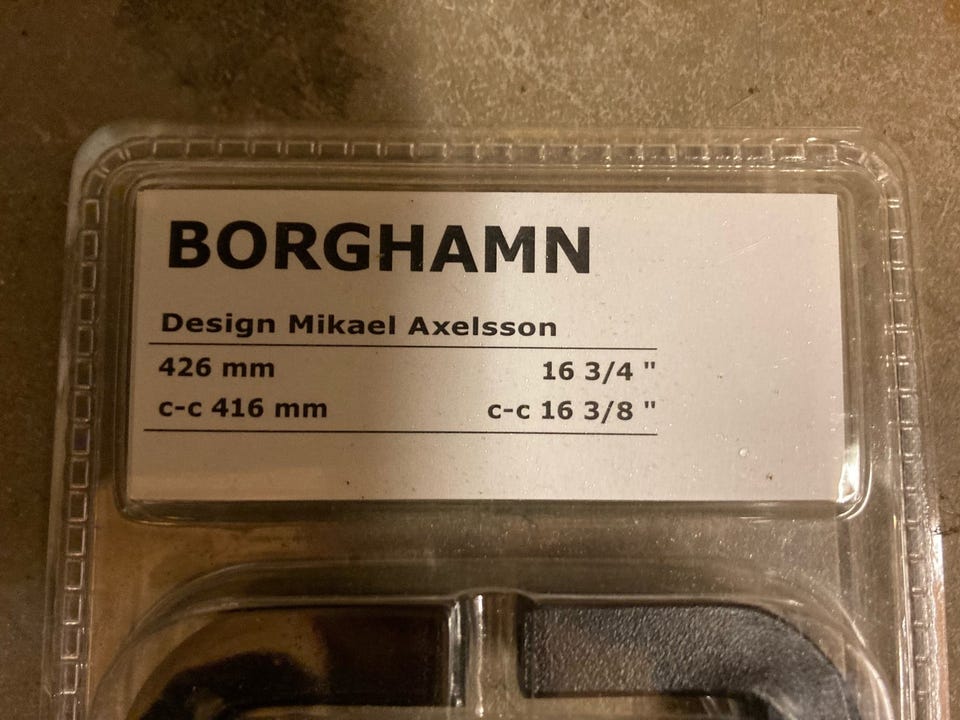 BORGHAMN
Design Mikael Axelsson
426 mm 16 3/4 "
c-c 416 mm c-c 16 3/8 "